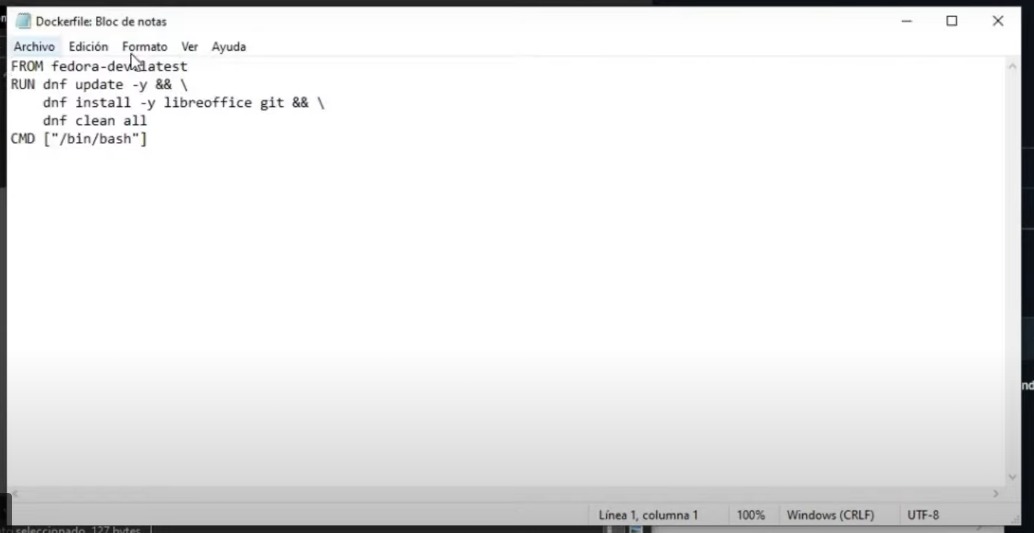 Dockerfile: Bloc de notas
Archivo Edición Formato Ver Ayuda
FROM fedora-dev:latest
RUN dnf update -y && \
dnf install -y libreoffice git && \
dnf clean all
CMD ["/bin/bash"]
Línea 1, columna 1 100% Windows (CRLF) UTF-8
seleccionado 127 bytes